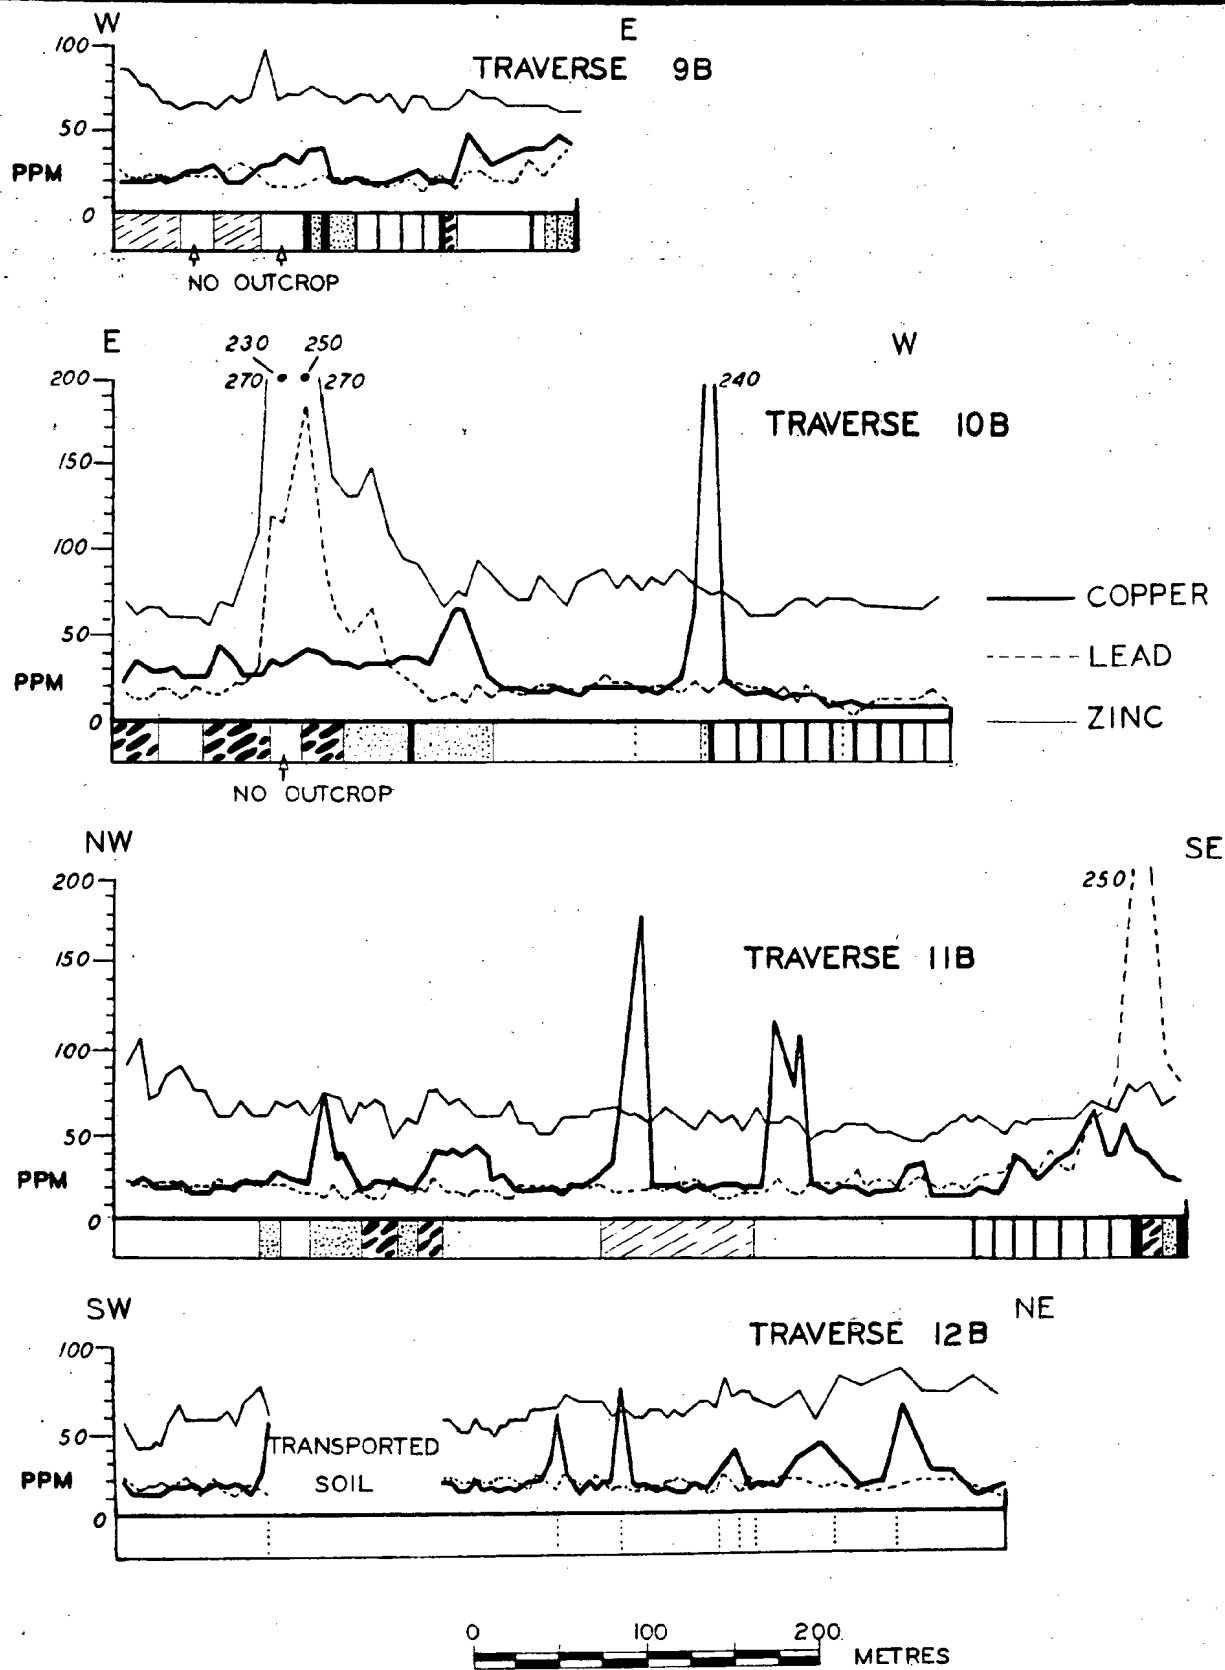 W E
TRAVERSE 9B
100
50
PPM
0
NO OUTCROP
E W
230 250
200 270 270 240
TRAVERSE 10B
150
100
COPPER
50
LEAD
PPM
ZINC
0
NO OUTCROP
NW SE
200 250
150
TRAVERSE 11B
100
50
PPM
0
SW NE
TRAVERSE 12B
100
50
TRANSPORTED
SOIL
PPM
0
0 100 200
METRES